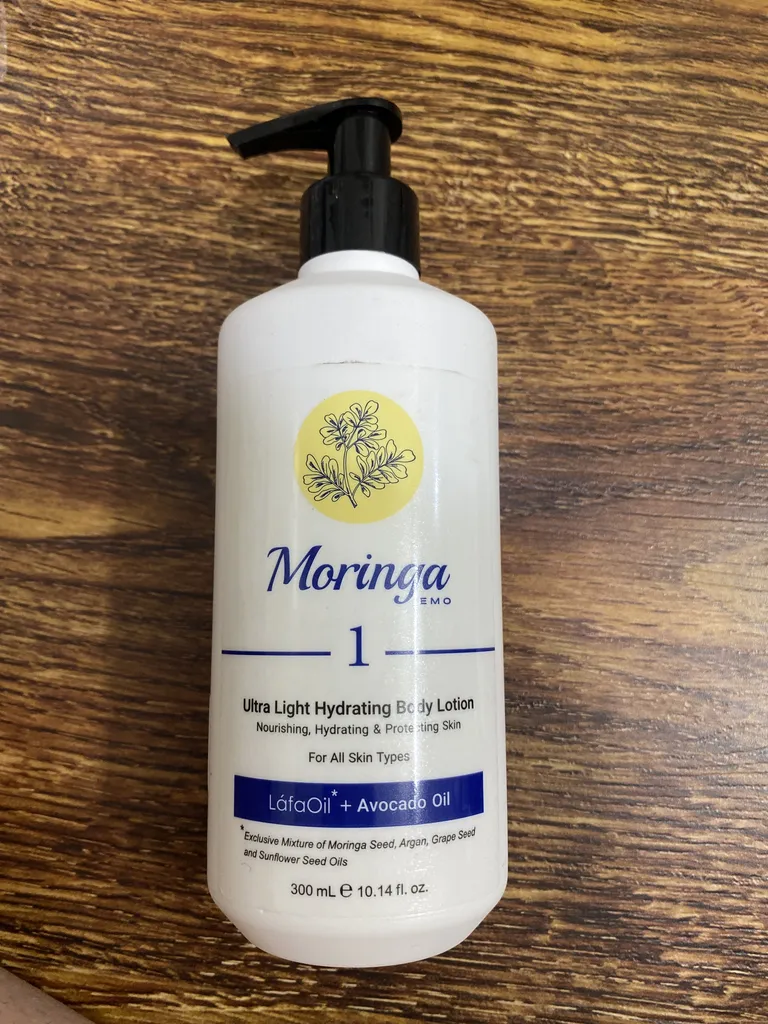 Moringa
EMO
1
Ultra Light Hydrating Body Lotion
Nourishing, Hydrating & Protecting Skin
For All Skin Types
LáfaOil* + Avocado Oil
*Exclusive Mixture of Moringa Seed, Argan, Grape Seed
and Sunflower Seed Oils
300 mL ℮ 10.14 fl. oz.